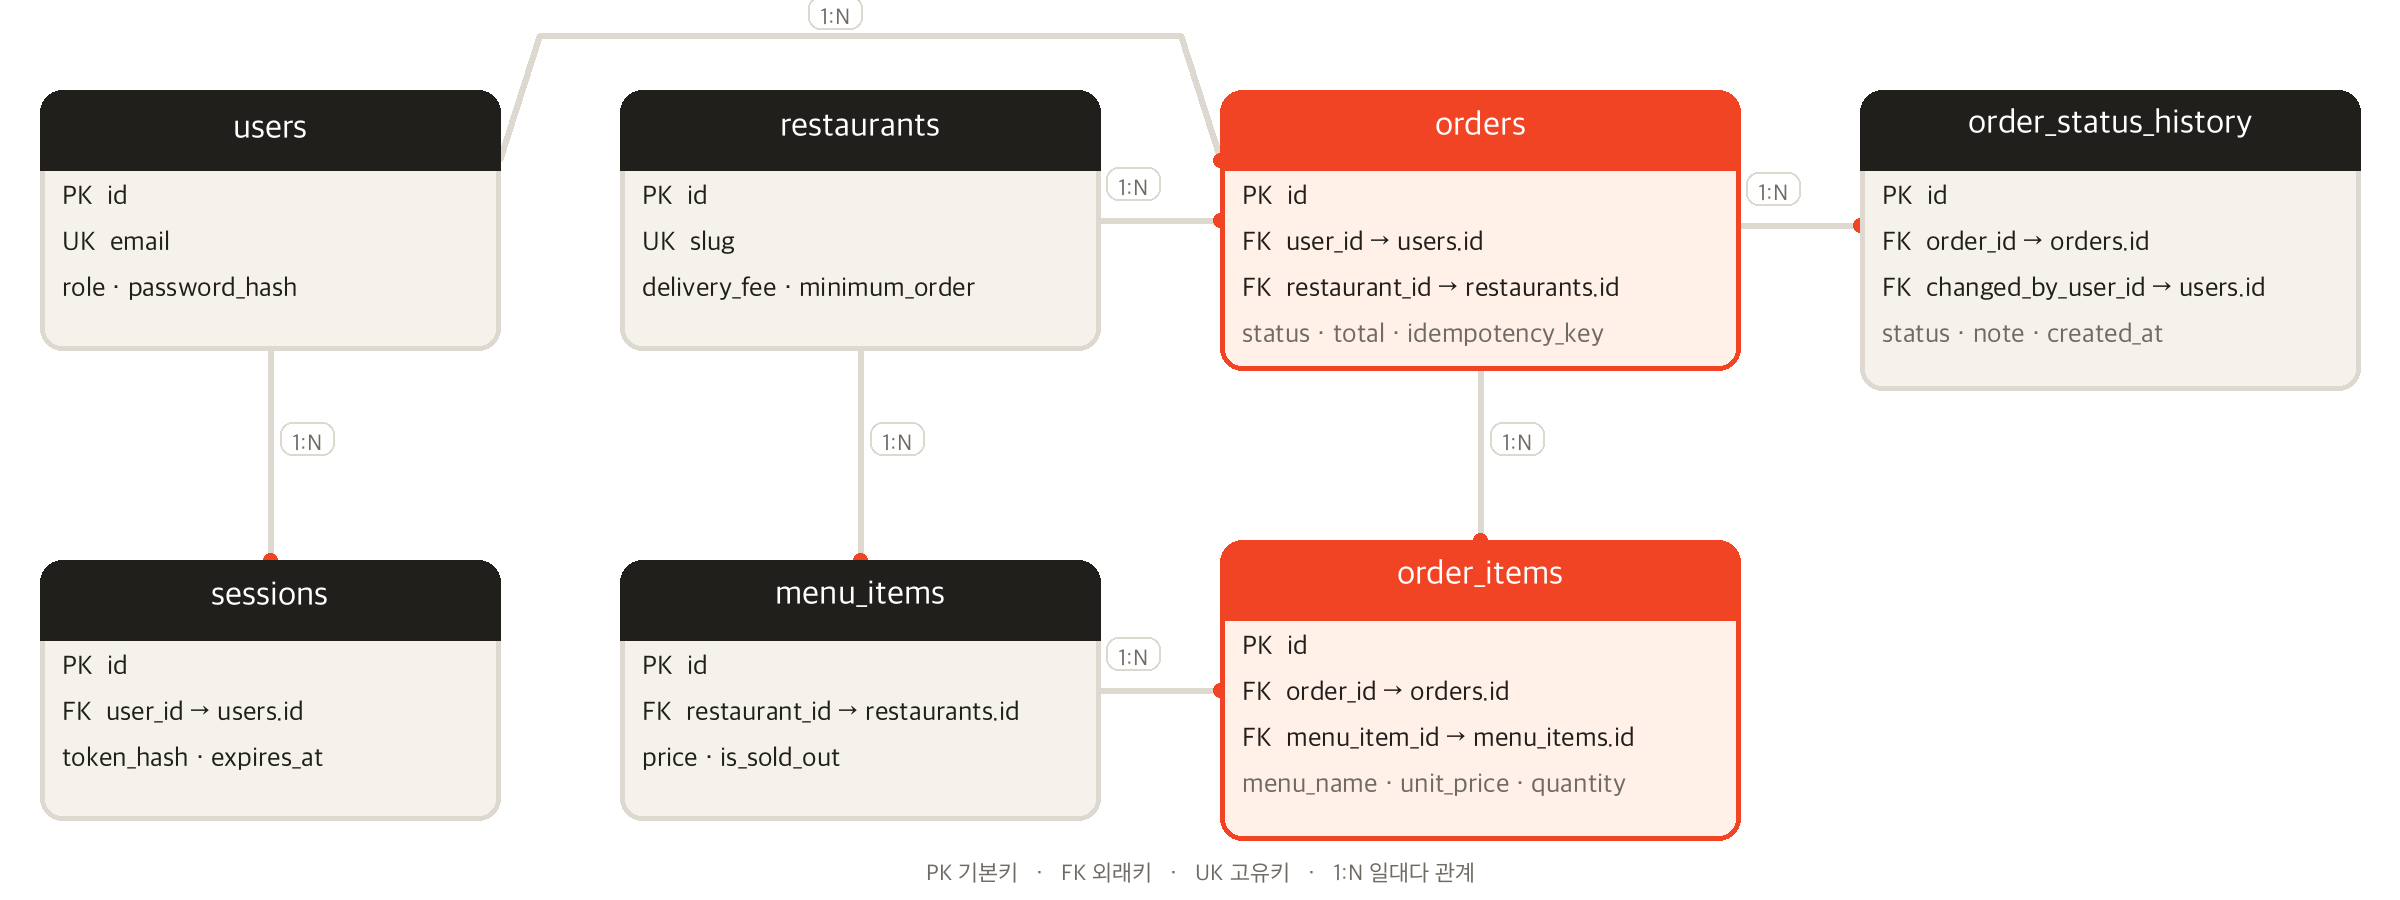 1:N
users
PK id
UK email
role · password_hash
restaurants
PK id
UK slug
delivery_fee · minimum_order
1:N
orders
PK id
FK user_id → users.id
FK restaurant_id → restaurants.id
status · total · idempotency_key
1:N
order_status_history
PK id
FK order_id → orders.id
FK changed_by_user_id → users.id
status · note · created_at
1:N
1:N
1:N
sessions
PK id
FK user_id → users.id
token_hash · expires_at
menu_items
PK id
FK restaurant_id → restaurants.id
price · is_sold_out
1:N
order_items
PK id
FK order_id → orders.id
FK menu_item_id → menu_items.id
menu_name · unit_price · quantity
PK 기본키 · FK 외래키 · UK 고유키 · 1:N 일대다 관계